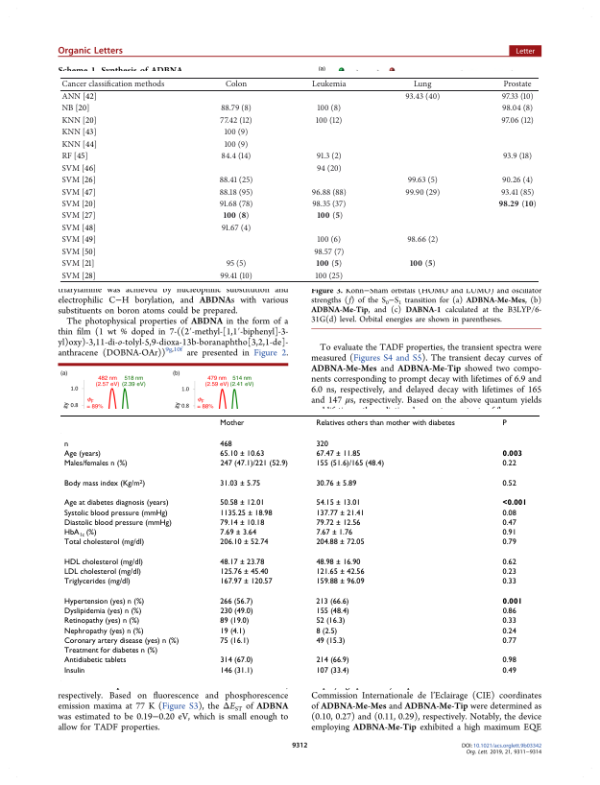 Organic Letters
Letter
Scheme 1. Synthesis of ADBNA
(a)
Cancer classification methods Colon Leukemia Lung Prostate
ANN [42] 93.43 (40) 97.33 (10)
NB [20] 88.79 (8) 100 (8) 98.04 (8)
KNN [20] 77.42 (12) 100 (12) 97.06 (12)
KNN [43] 100 (9)
KNN [44] 100 (9)
RF [45] 84.4 (14) 91.3 (2) 93.9 (18)
SVM [46] 94 (20)
SVM [26] 88.41 (25) 99.63 (5) 90.26 (4)
SVM [47] 88.18 (95) 96.88 (88) 99.90 (29) 93.41 (85)
SVM [20] 91.68 (78) 98.35 (37) 98.29 (10)
SVM [27] 100 (8) 100 (5)
SVM [48] 91.67 (4)
SVM [49] 100 (6) 98.66 (2)
SVM [50] 98.57 (7)
SVM [21] 95 (5) 100 (5) 100 (5)
SVM [28] 99.41 (10) 100 (25)
triarylamine was achieved by nucleophilic substitution and
electrophilic C−H borylation, and ABDNAs with various
substituents on boron atoms could be prepared.
The photophysical properties of ABDNA in the form of a
thin film (1 wt % doped in 7-((2′-methyl-[1,1′-biphenyl]-3-
yl)oxy)-3,11-di-o-tolyl-5,9-dioxa-13b-boranaphtho[3,2,1-de]-
anthracene (DOBNA-OAr))9g,10f are presented in Figure 2.
(a) (b)
482 nm 518 nm
(2.57 eV) (2.39 eV)
479 nm 514 nm
(2.59 eV) (2.41 eV)
1.0 1.0
0.8 0.8
= 89% = 88%
Figure 3. Kohn−Sham orbitals (HOMO and LUMO) and oscillator
strengths (f) of the S0−S1 transition for (a) ADBNA-Me-Mes, (b)
ADBNA-Me-Tip, and (c) DABNA-1 calculated at the B3LYP/6-
31G(d) level. Orbital energies are shown in parentheses.
To evaluate the TADF properties, the transient spectra were
measured (Figures S4 and S5). The transient decay curves of
ADBNA-Me-Mes and ADBNA-Me-Tip showed two compo-
nents corresponding to prompt decay with lifetimes of 6.9 and
6.0 ns, respectively, and delayed decay with lifetimes of 165
and 147 μs, respectively. Based on the above quantum yields
Mother Relatives others than mother with diabetes P
n 468 320
Age (years) 65.10 ± 10.63 67.47 ± 11.85 0.003
Males/females n (%) 247 (47.1)/221 (52.9) 155 (51.6)/165 (48.4) 0.22
Body mass index (Kg/m²) 31.03 ± 5.75 30.76 ± 5.89 0.52
Age at diabetes diagnosis (years) 50.58 ± 12.01 54.15 ± 13.01 <0.001
Systolic blood pressure (mmHg) 1135.25 ± 18.98 137.77 ± 21.41 0.08
Diastolic blood pressure (mmHg) 79.14 ± 10.18 79.72 ± 12.56 0.47
HbA1c (%) 7.69 ± 3.64 7.67 ± 1.76 0.91
Total cholesterol (mg/dl) 206.10 ± 52.74 204.88 ± 72.05 0.79
HDL cholesterol (mg/dl) 48.17 ± 23.78 48.98 ± 16.90 0.62
LDL cholesterol (mg/dl) 125.76 ± 45.40 121.65 ± 42.56 0.23
Triglycerides (mg/dl) 167.97 ± 120.57 159.88 ± 96.09 0.33
Hypertension (yes) n (%) 266 (56.7) 213 (66.6) 0.001
Dyslipidemia (yes) n (%) 230 (49.0) 155 (48.4) 0.86
Retinopathy (yes) n (%) 89 (19.0) 52 (16.3) 0.33
Nephropathy (yes) n (%) 19 (4.1) 8 (2.5) 0.24
Coronary artery disease (yes) n (%) 75 (16.1) 49 (15.3) 0.77
Treatment for diabetes n (%)
Antidiabetic tablets 314 (67.0) 214 (66.9) 0.98
Insulin 146 (31.1) 107 (33.4) 0.49
respectively. Based on fluorescence and phosphorescence
emission maxima at 77 K (Figure S3), the ΔEST of ADBNA
was estimated to be 0.19−0.20 eV, which is small enough to
allow for TADF properties.
Commission Internationale de l'Eclairage (CIE) coordinates
of ADBNA-Me-Mes and ADBNA-Me-Tip were determined as
(0.10, 0.27) and (0.11, 0.29), respectively. Notably, the device
employing ADBNA-Me-Tip exhibited a high maximum EQE
9312
DOI: 10.1021/acs.orglett.9b03342
Org. Lett. 2019, 21, 9311−9314